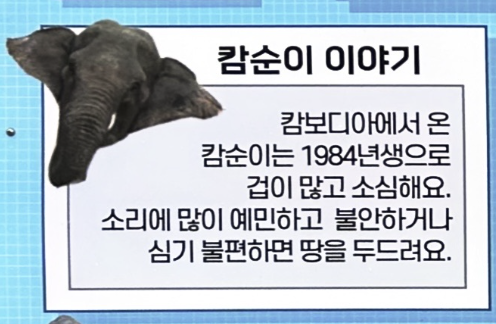 캄순이 이야기
캄보디아에서 온
캄순이는 1984년생으로
겁이 많고 소심해요.
소리에 많이 예민하고 불안하거나
심기 불편하면 땅을 두드려요.